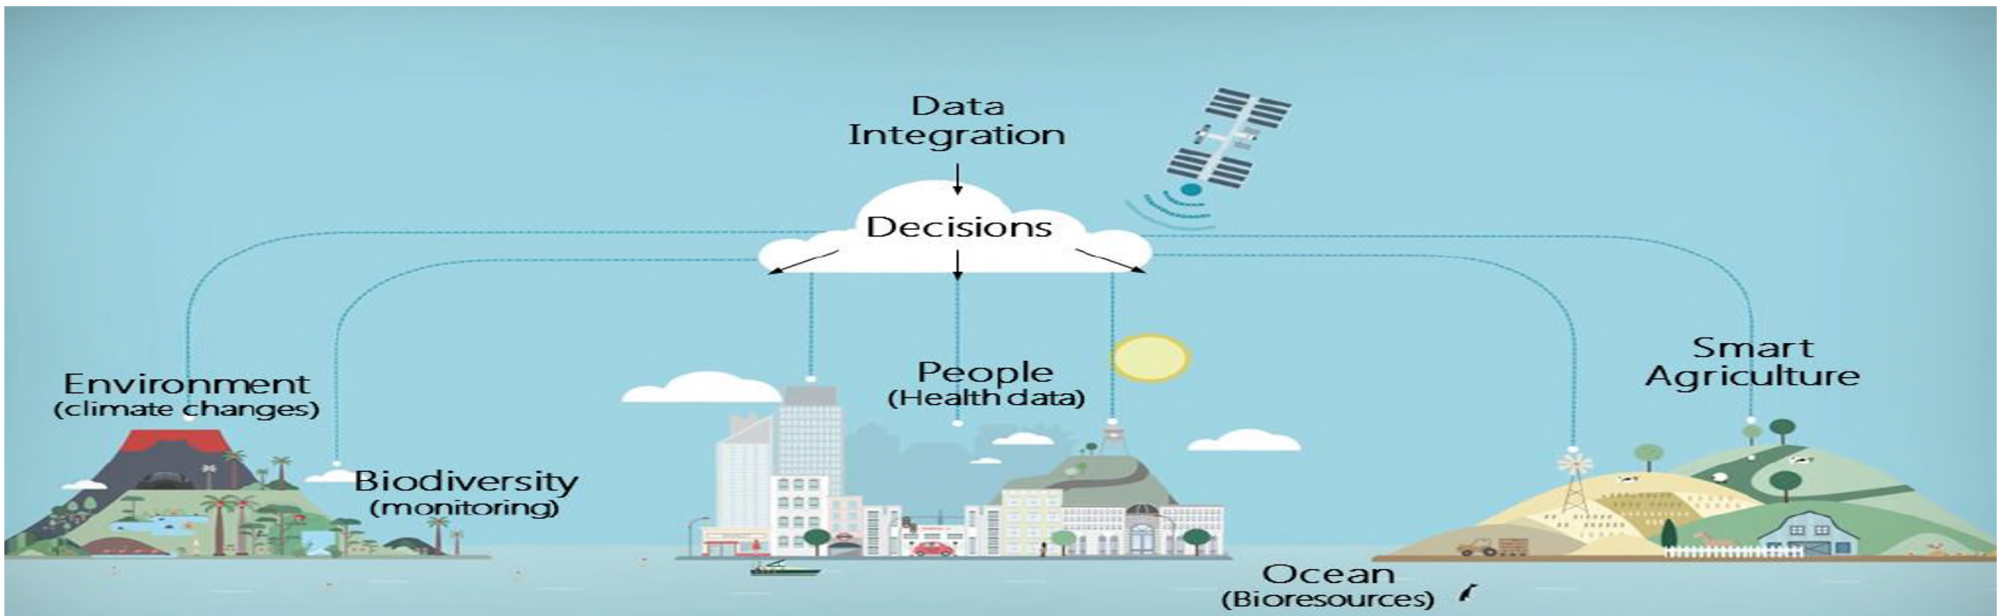 Data
Integration
Decisions
Environment
(climate changes)
Biodiversity
(monitoring)
People
(Health data)
Smart
Agriculture
Ocean
(Bioresources)